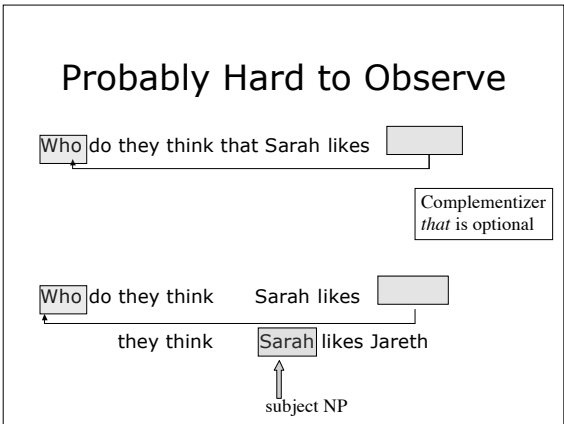 Probably Hard to Observe
Who do they think that Sarah likes
Complementizer
that is optional
Who do they think Sarah likes
they think Sarah likes Jareth
subject NP